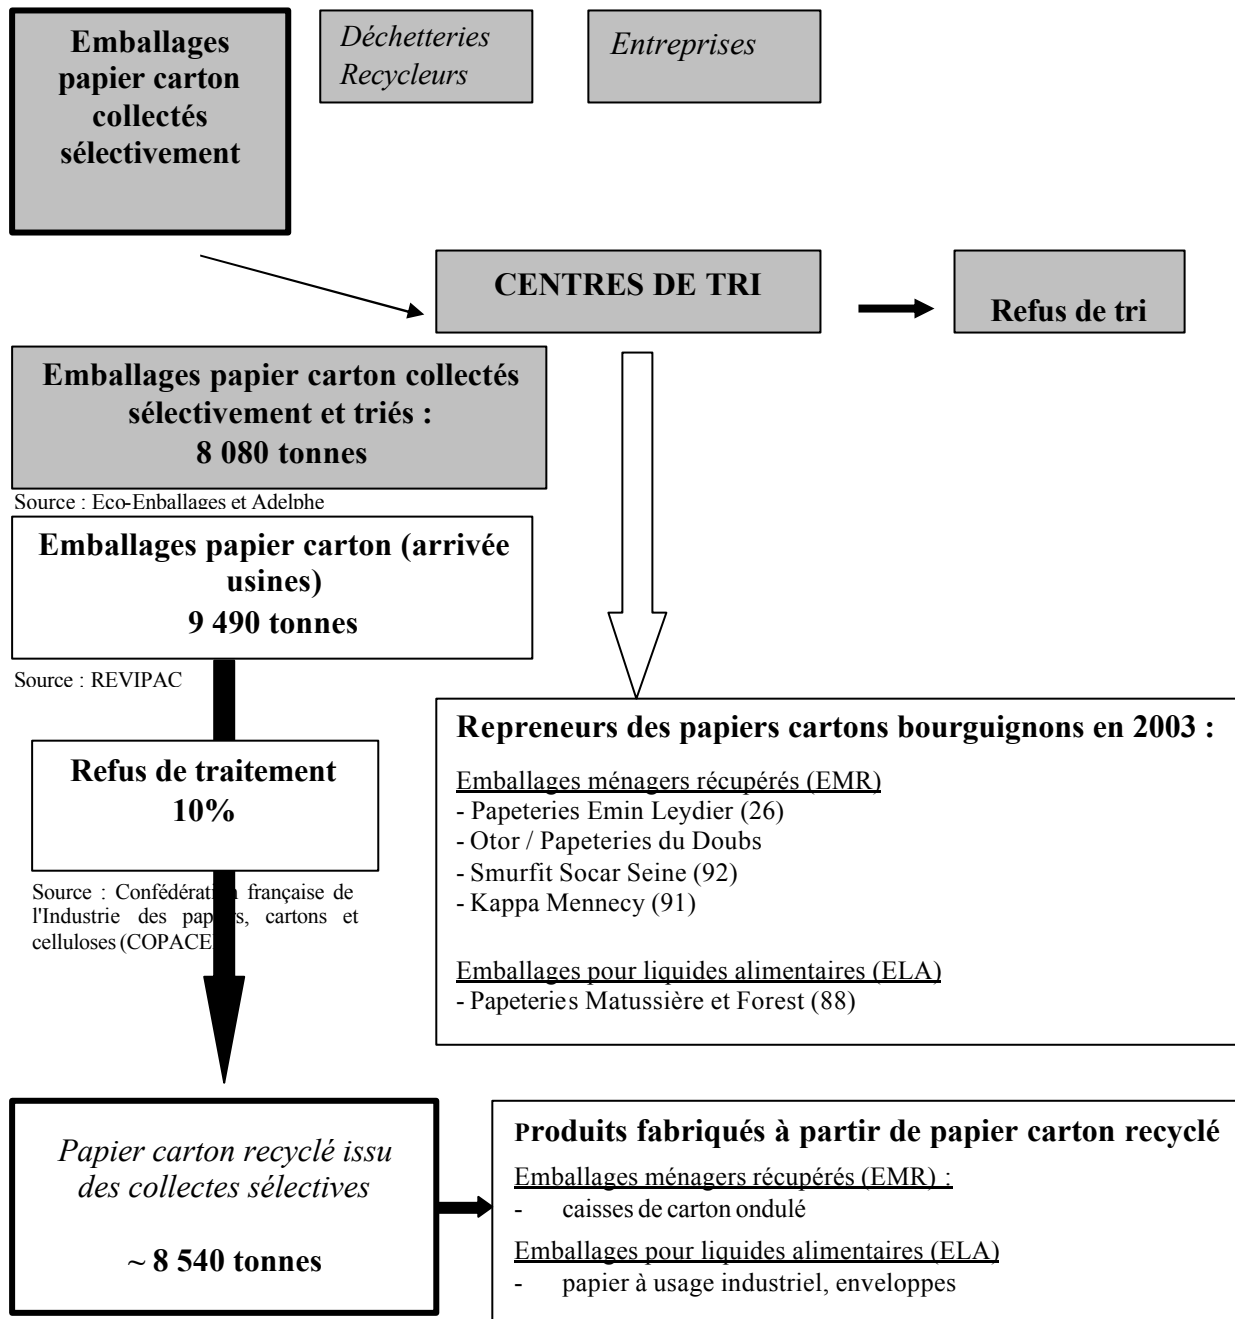 Emballages
papier carton
collectés
sélectivement
Déchetteries
Recycleurs
Entreprises
CENTRES DE TRI
Refus de tri
Emballages papier carton collectés
sélectivement et triés :
8 080 tonnes
Source : Eco-Enballages et Adelphe
Emballages papier carton (arrivée
usines)
9 490 tonnes
Source : REVIPAC
Refus de traitement
10%
Source : Confédération française de
l'Industrie des papiers, cartons et
celluloses (COPACE
Repreneurs des papiers cartons bourguignons en 2003 :
Emballages ménagers récupérés (EMR)
- Papeteries Emin Leydier (26)
- Otor / Papeteries du Doubs
- Smurfit Socar Seine (92)
- Kappa Mennecy (91)
Emballages pour liquides alimentaires (ELA)
- Papeteries Matussière et Forest (88)
Papier carton recyclé issu
des collectes sélectives
~ 8 540 tonnes
Produits fabriqués à partir de papier carton recyclé
Emballages ménagers récupérés (EMR) :
- caisses de carton ondulé
Emballages pour liquides alimentaires (ELA)
- papier à usage industriel, enveloppes